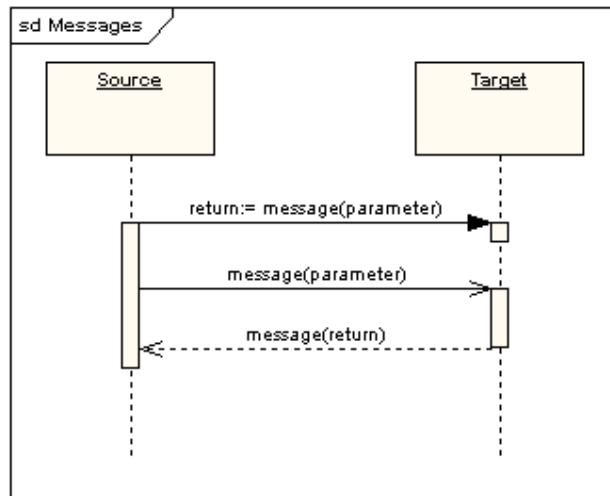 sd Messages
Source
Target
return:= message(parameter)
message(parameter)
message(return)